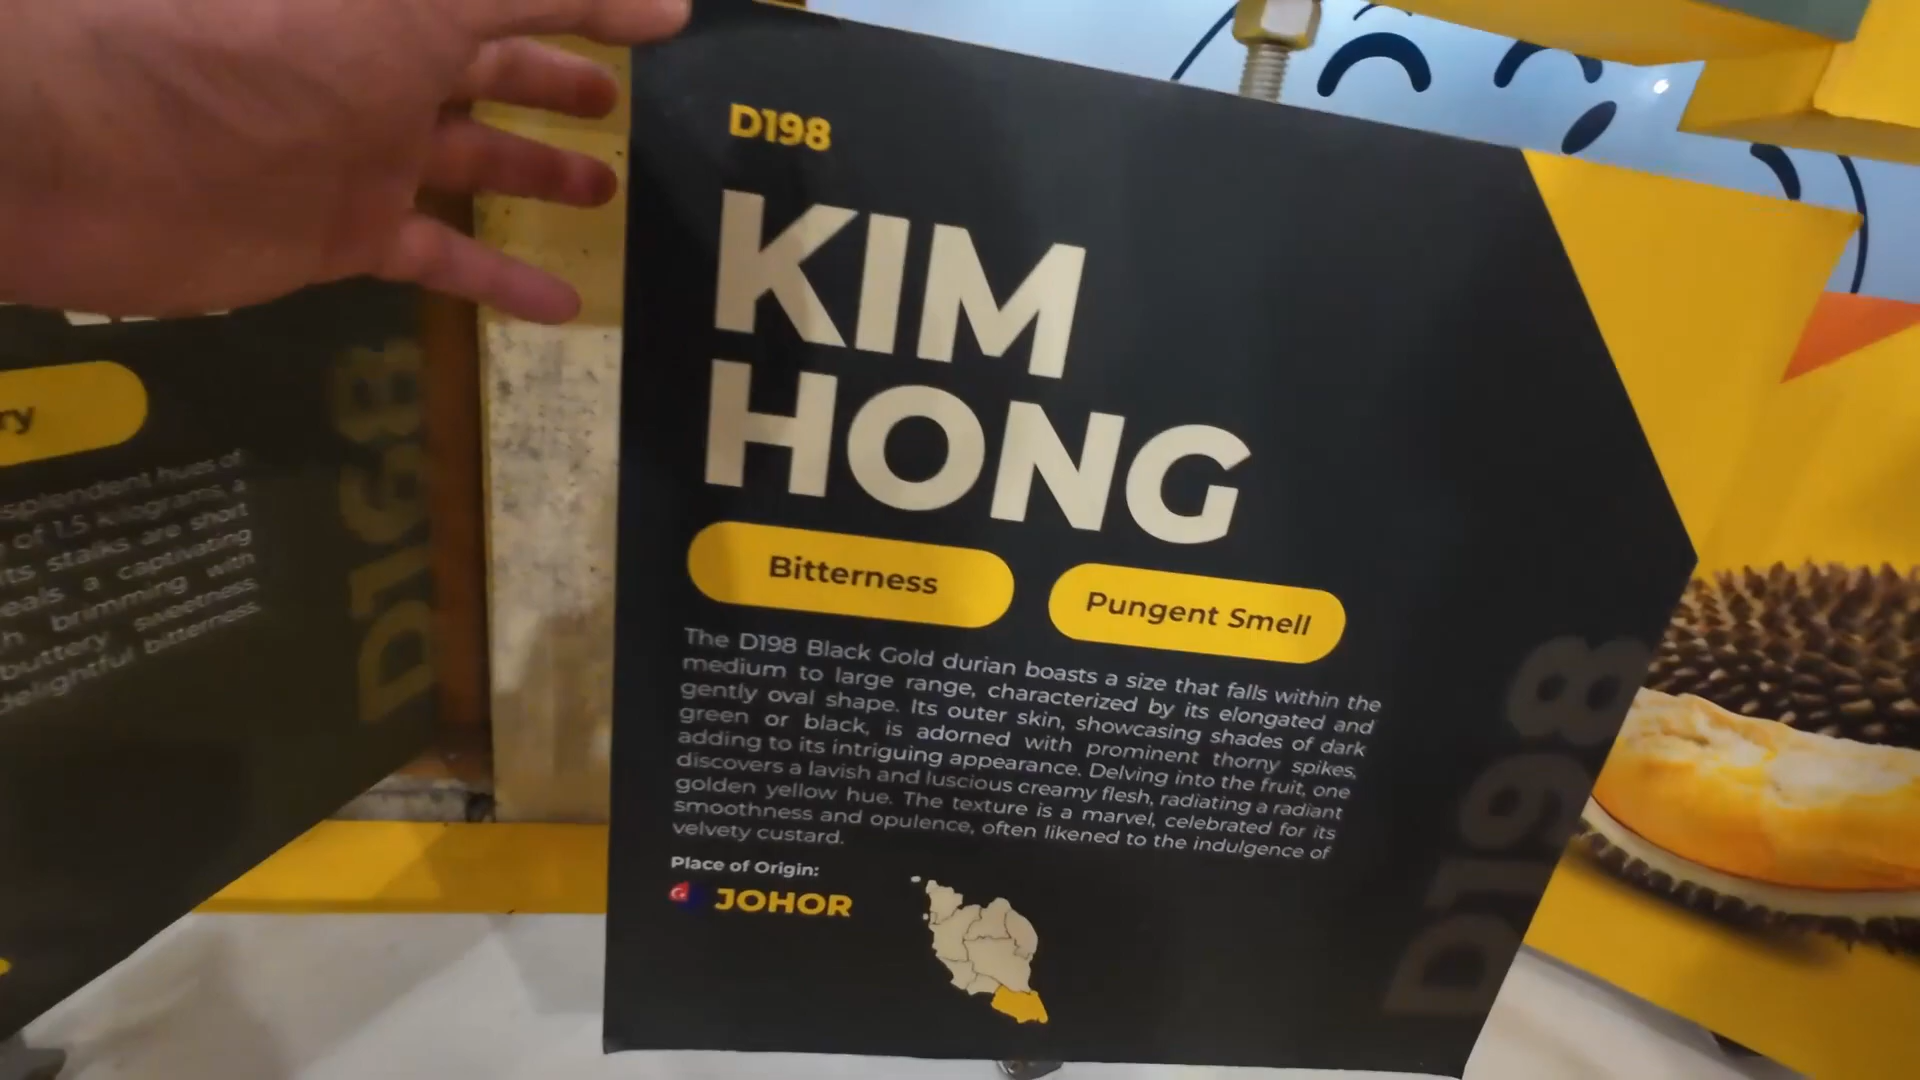 D198
KIM
HONG
Bitterness
Pungent Smell
The D198 Black Gold durian boasts a size that falls within the
medium to large range, characterized by its elongated and
gently oval shape. Its outer skin, showcasing shades of dark
green or black, is adorned with prominent thorny spikes,
adding to its intriguing appearance. Delving into the fruit, one
discovers a lavish and luscious creamy flesh, radiating a radiant
golden yellow hue. The texture is a marvel, celebrated for its
smoothness and opulence, often likened to the indulgence of
velvety custard.
Place of Origin:
JOHOR
D198
splendent hues of
of 1.5 kilograms, a
its stalks are short
eals a captivating
h brimming with
buttery sweetness
delightful bitterness.
D168
ry